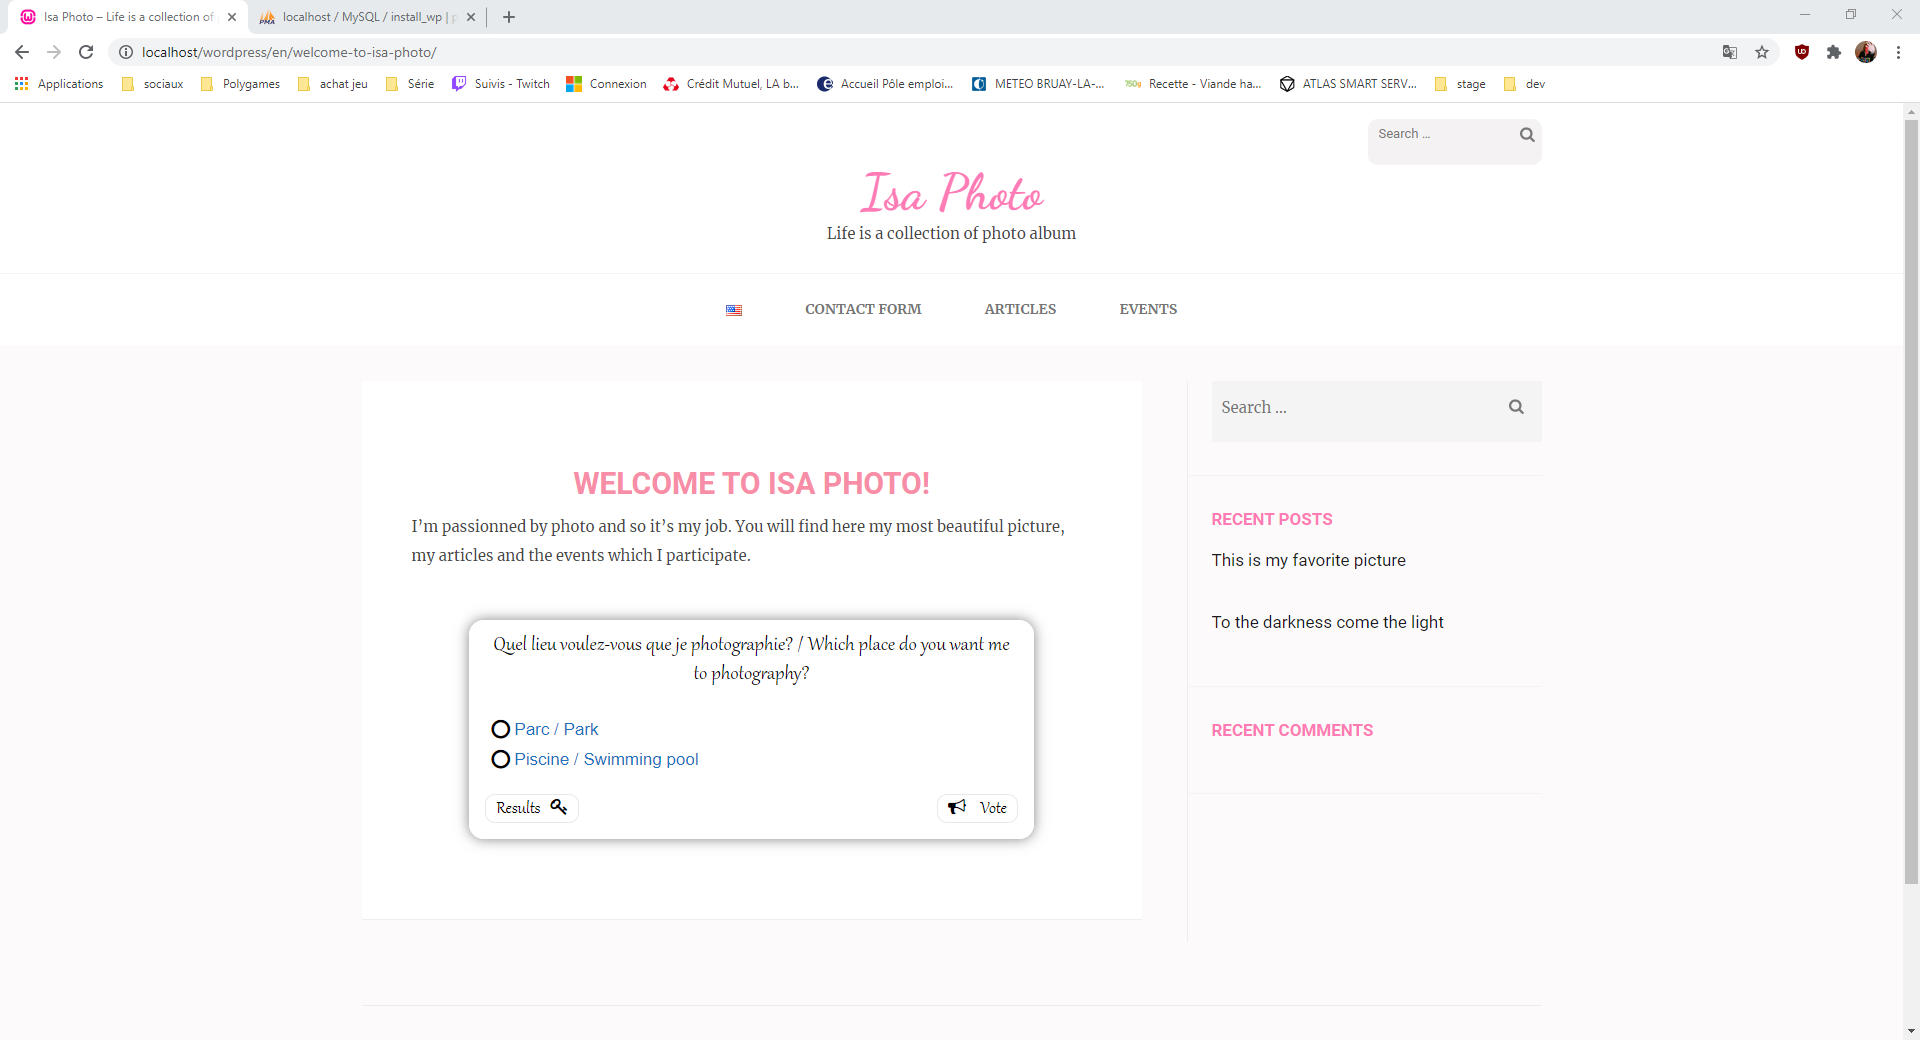 Isa Photo – Life is a collection of
localhost / MySQL / install_wp |
localhost/wordpress/en/welcome-to-isa-photo/
Applications
sociaux
Polygames
achat jeu
Série
Suivis - Twitch
Connexion
Crédit Mutuel, LA b...
Accueil Pôle emploi...
METEO BRUAY-LA-...
750g
Recette - Viande ha...
ATLAS SMART SERV...
stage
dev
Search ...
Isa Photo
Life is a collection of photo album
CONTACT FORM
ARTICLES
EVENTS
WELCOME TO ISA PHOTO!
I'm passionned by photo and so it's my job. You will find here my most beautiful picture,
my articles and the events which I participate.
Quel lieu voulez-vous que je photographie? / Which place do you want me
to photography?
Parc / Park
Piscine / Swimming pool
Results
Vote
Search ...
RECENT POSTS
This is my favorite picture
To the darkness come the light
RECENT COMMENTS